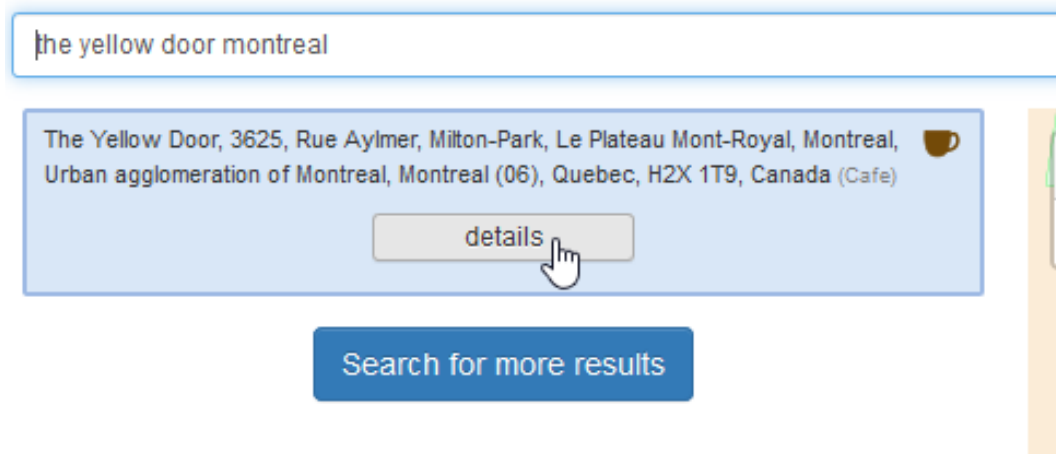 the yellow door montreal
The Yellow Door, 3625, Rue Aylmer, Milton-Park, Le Plateau Mont-Royal, Montreal,
Urban agglomeration of Montreal, Montreal (06), Quebec, H2X 1T9, Canada (Cafe)
details
Search for more results